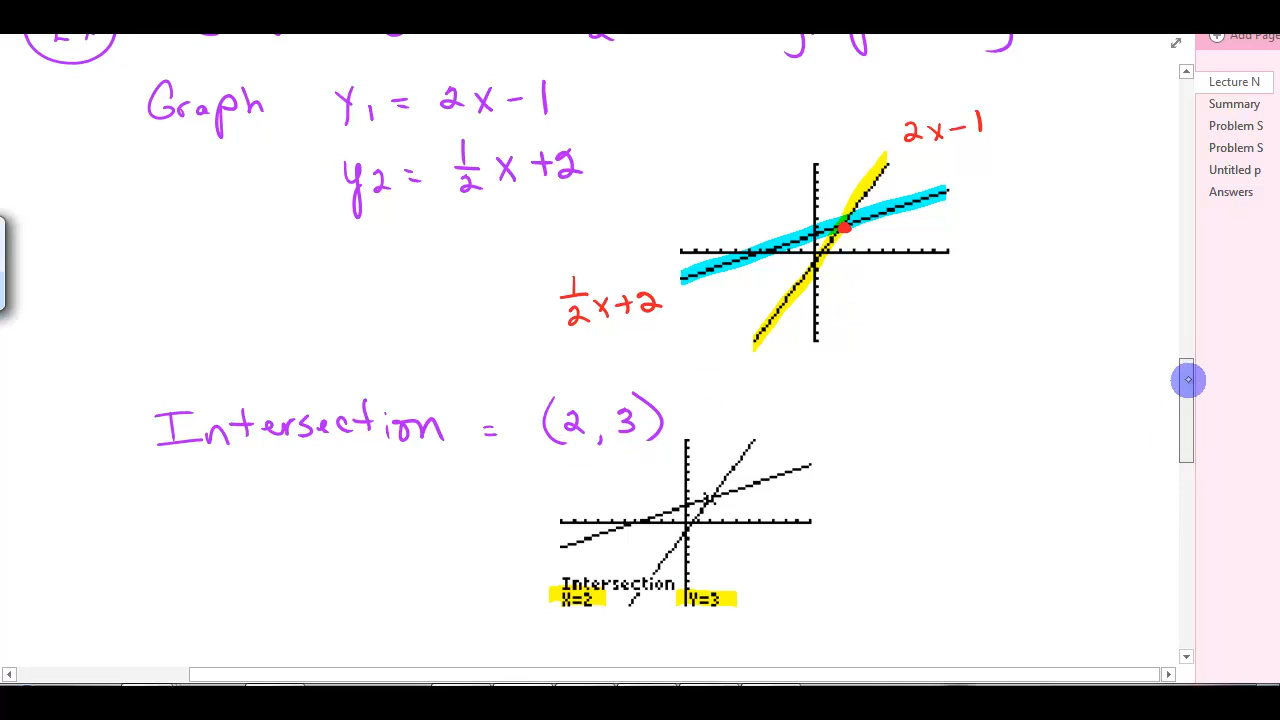 Add Page
Lecture N
Summary
Problem S
Problem S
Untitled p
Answers
Graph Y1 = 2x-1
y2 = 1/2 x+2
2x-1
1/2 x+2
Intersection = (2, 3)
Intersection
X=2 Y=3